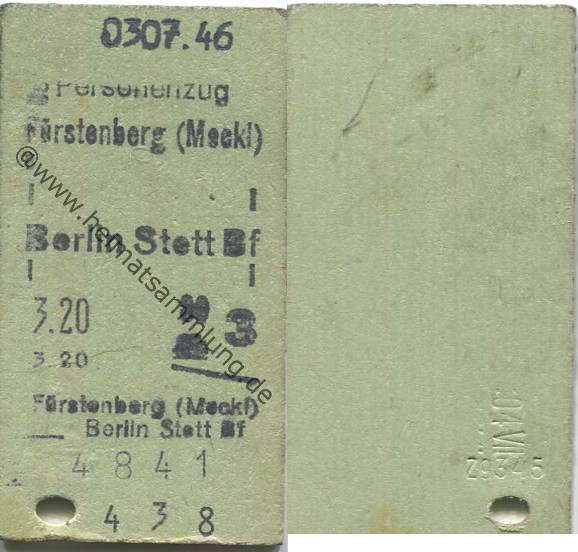 0307.46
Personenzug
Fürstenberg (Meckl)
Berlin Stett Bf
3.20
3
3.20
Fürstenberg (Meckl)
Berlin Stett Bf
4841
438
@www.heimatsammlung.de